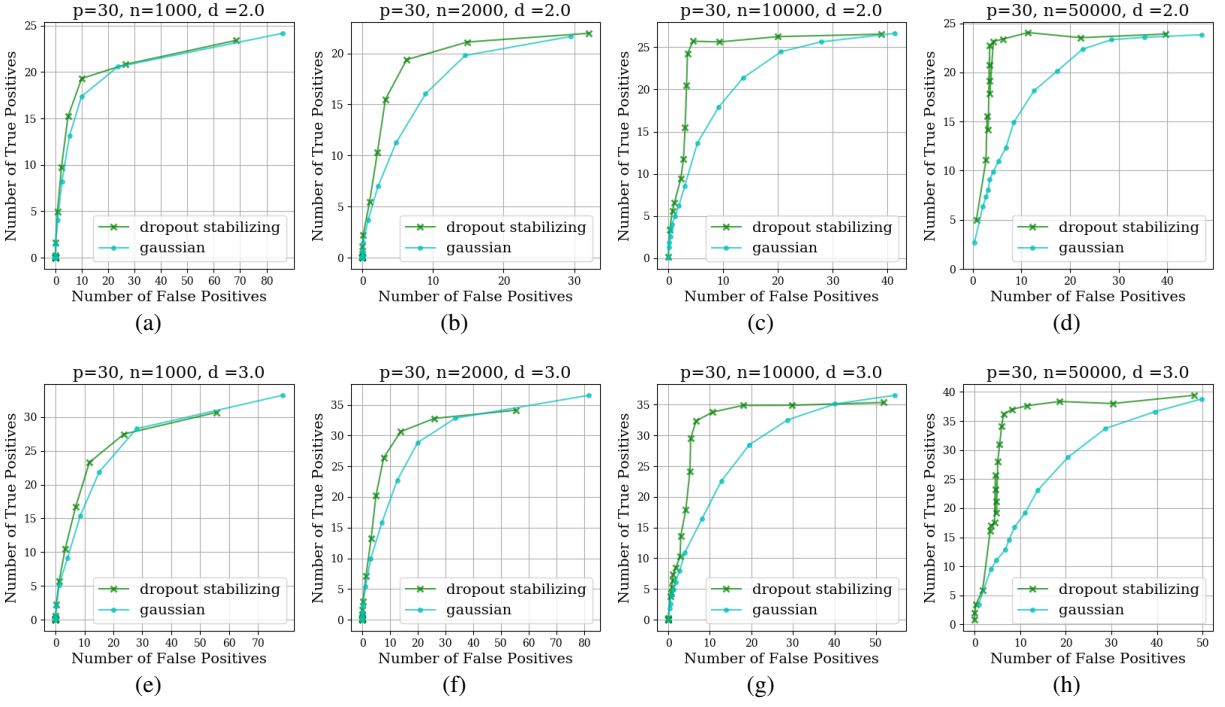 p=30, n=1000, d =2.0
Number of True Positives
25
20
15
10
5
0
dropout stabilizing
gaussian
0 10 20 30 40 50 60 70 80
Number of False Positives
(a)
p=30, n=2000, d =2.0
Number of True Positives
20
15
10
5
0
dropout stabilizing
gaussian
0 10 20 30
Number of False Positives
(b)
p=30, n=10000, d =2.0
Number of True Positives
25
20
15
10
5
0
dropout stabilizing
gaussian
0 10 20 30 40
Number of False Positives
(c)
p=30, n=50000, d =2.0
Number of True Positives
25
20
15
10
5
0
dropout stabilizing
gaussian
0 10 20 30 40
Number of False Positives
(d)
p=30, n=1000, d =3.0
Number of True Positives
30
25
20
15
10
5
0
dropout stabilizing
gaussian
0 10 20 30 40 50 60 70
Number of False Positives
(e)
p=30, n=2000, d =3.0
Number of True Positives
35
30
25
20
15
10
5
0
dropout stabilizing
gaussian
0 10 20 30 40 50 60 70 80
Number of False Positives
(f)
p=30, n=10000, d =3.0
Number of True Positives
35
30
25
20
15
10
5
0
dropout stabilizing
gaussian
0 10 20 30 40 50
Number of False Positives
(g)
p=30, n=50000, d =3.0
Number of True Positives
40
35
30
25
20
15
10
5
0
dropout stabilizing
gaussian
0 10 20 30 40 50
Number of False Positives
(h)